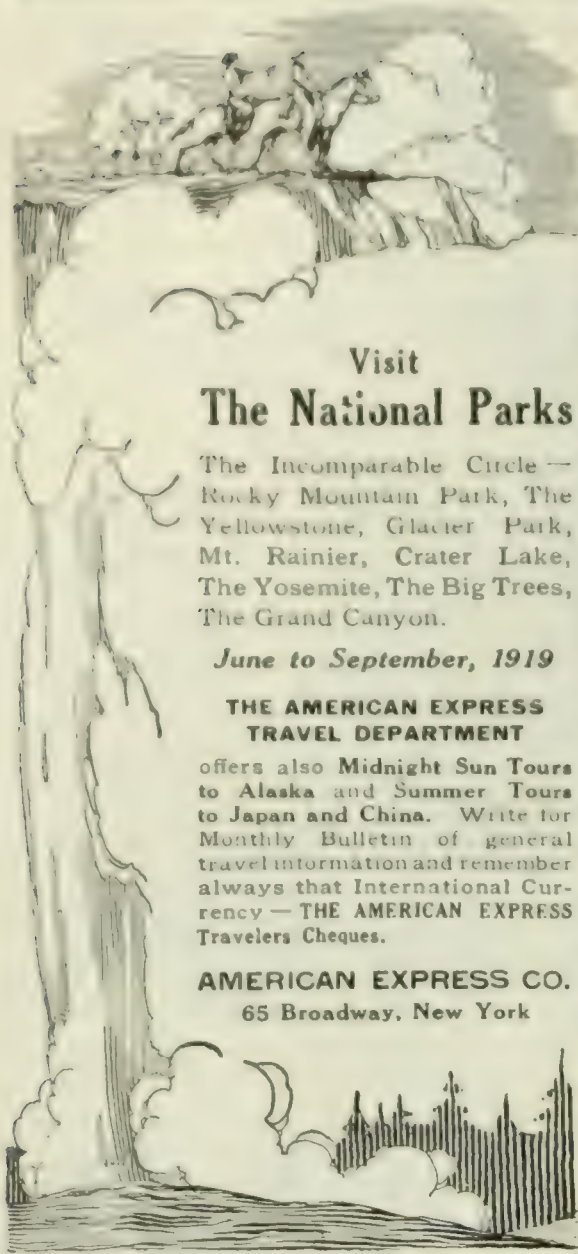 Visit
The National Parks
The Incomparable Circle —
Rocky Mountain Park, The
Yellowstone, Glacier Park,
Mt. Rainier, Crater Lake,
The Yosemite, The Big Trees,
The Grand Canyon.
June to September, 1919
THE AMERICAN EXPRESS
TRAVEL DEPARTMENT
offers also Midnight Sun Tours
to Alaska and Summer Tours
to Japan and China. Write for
Monthly Bulletin of general
travel information and remember
always that International Cur-
rency — THE AMERICAN EXPRESS
Travelers Cheques.
AMERICAN EXPRESS CO.
65 Broadway, New York